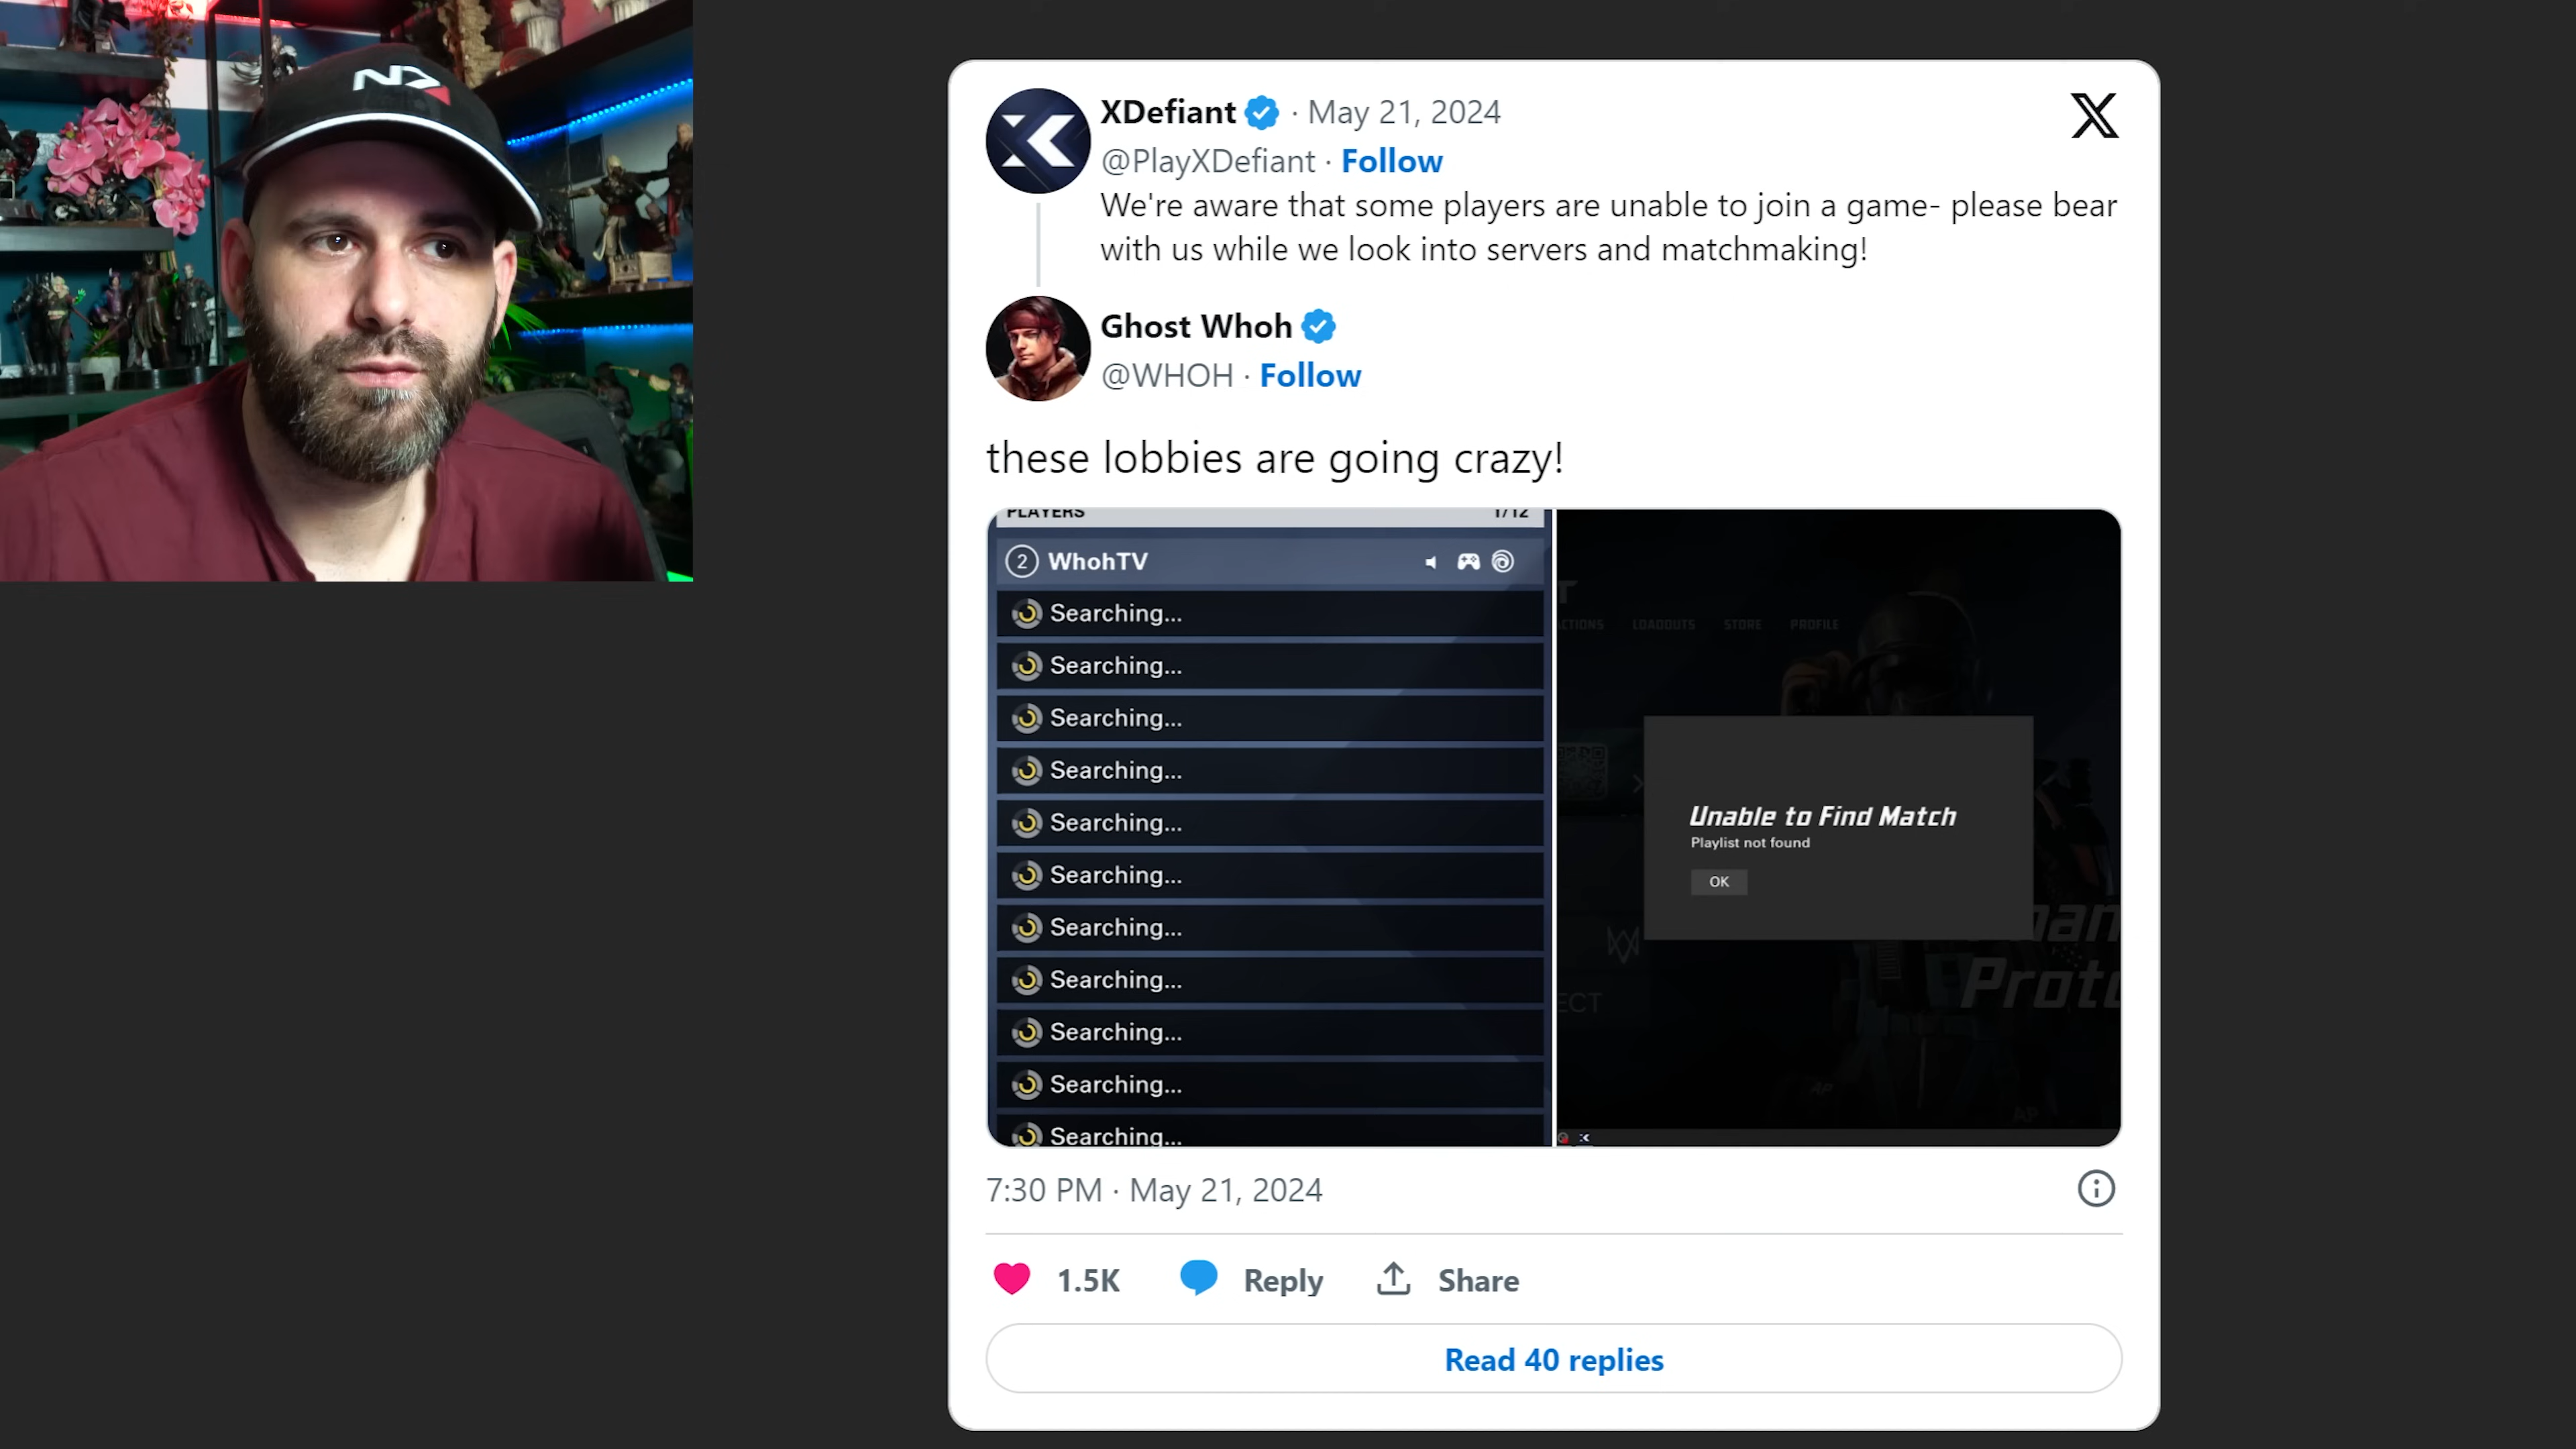 N7
XDefiant · May 21, 2024
@PlayXDefiant · Follow
We're aware that some players are unable to join a game- please bear
with us while we look into servers and matchmaking!
Ghost Whoh
@WHOH · Follow
these lobbies are going crazy!
PLAYERS 1/12
2 WhohTV
Searching...
Searching...
Searching...
Searching...
Searching...
Searching...
Searching...
Searching...
Searching...
Searching...
Searching...
LOADOUTS STORE PROFILE
Unable to Find Match
Playlist not found
OK
7:30 PM · May 21, 2024
1.5K Reply Share
Read 40 replies